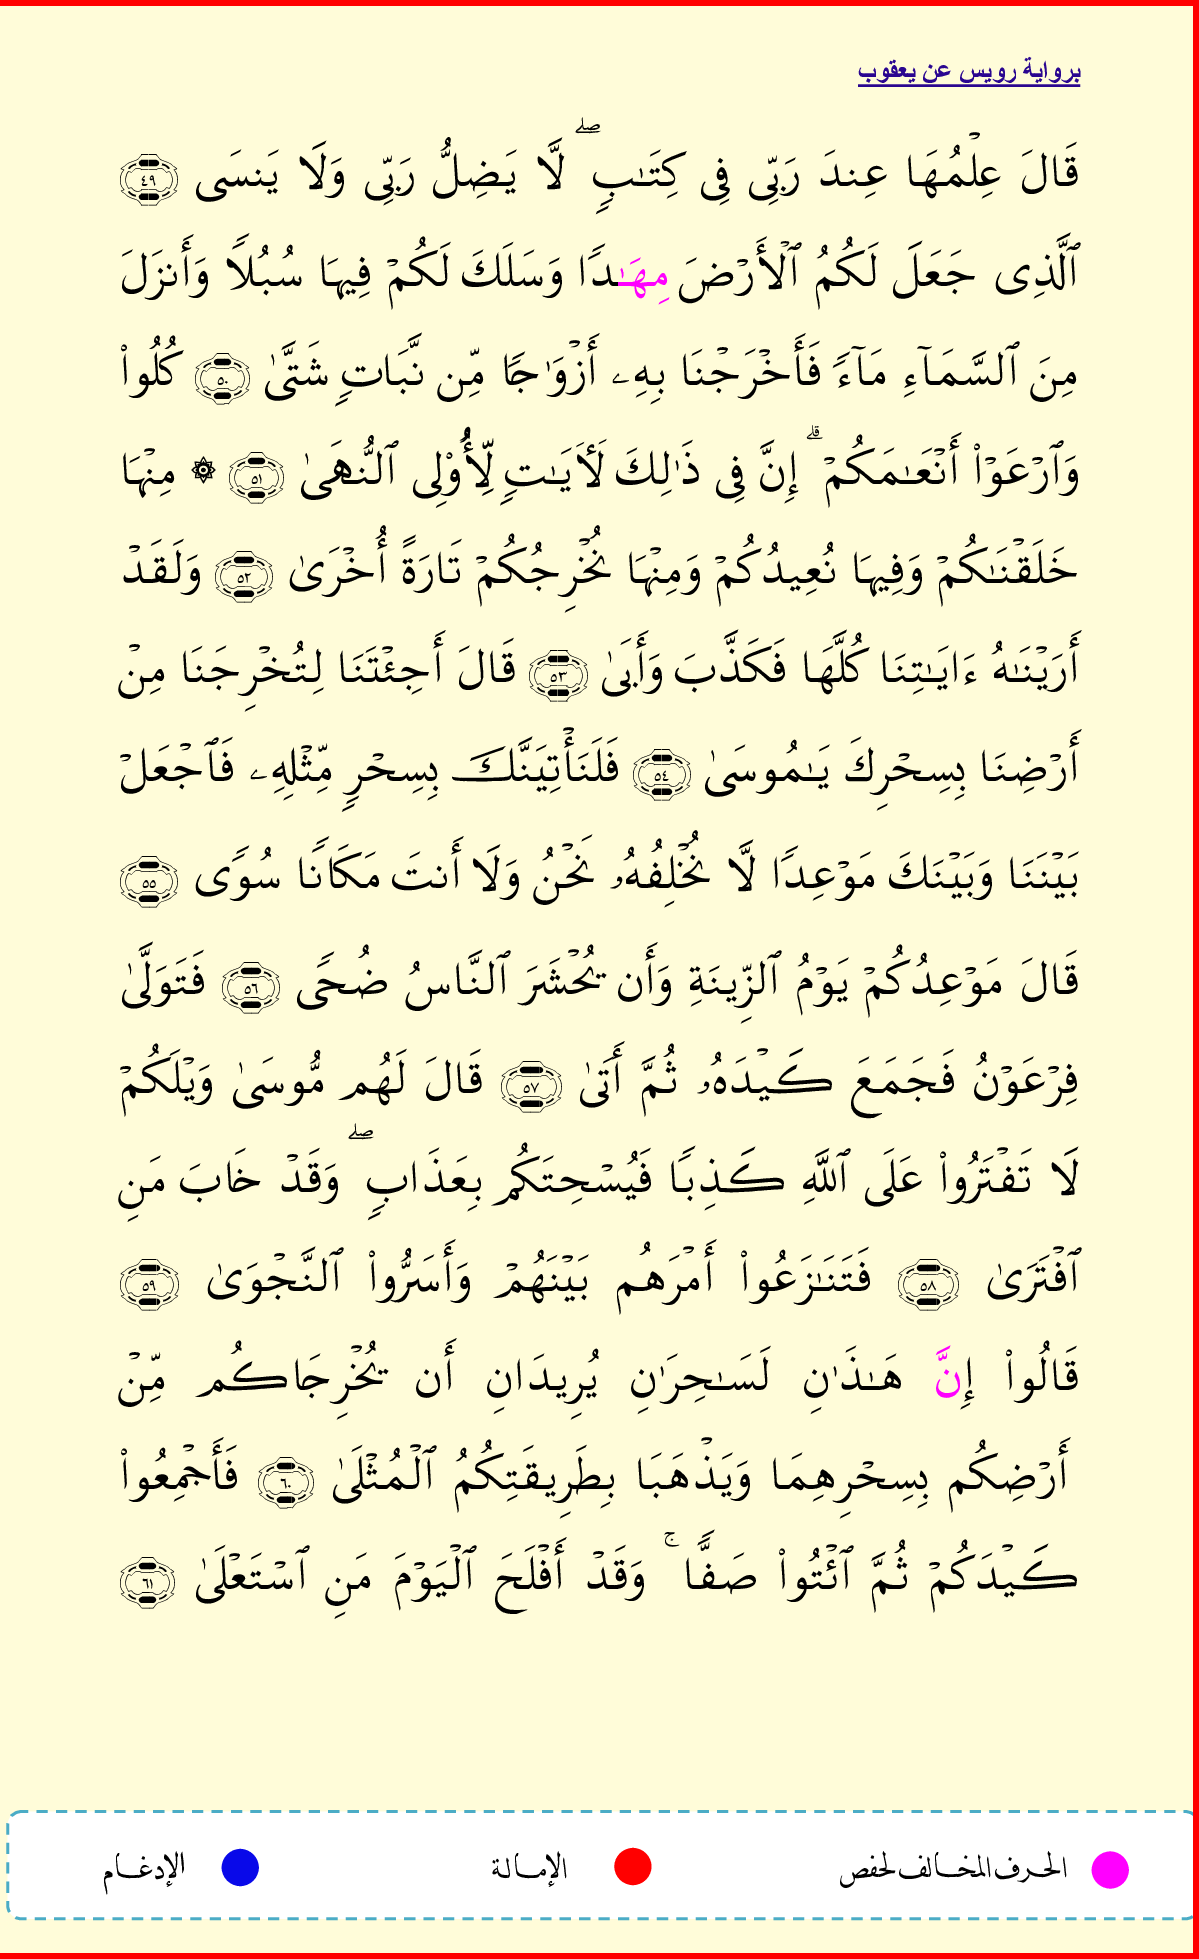 برواية رويس عن يعقوب
قَالَ عِلْمُهَا عِندَ رَبِّى فِى كِتَـٰبٍ ۖ لَّا يَضِلُّ رَبِّى وَلَا يَنسَى ٤٩
ٱلَّذِى جَعَلَ لَكُمُ ٱلْأَرْضَ مِهَـٰدًا وَسَلَكَ لَكُمْ فِيهَا سُبُلًا وَأَنزَلَ
مِنَ ٱلسَّمَآءِ مَآءً فَأَخْرَجْنَا بِهِۦ أَزْوَٰجًا مِّن نَّبَاتٍ شَتَّىٰ ٥٠ كُلُوا۟
وَٱرْعَوْا۟ أَنْعَـٰمَكُمْ ۗ إِنَّ فِى ذَٰلِكَ لَـَٔايَـٰتٍ لِّأُو۟لِى ٱلنُّهَىٰ ٥١ ۞ مِنْهَا
خَلَقْنَـٰكُمْ وَفِيهَا نُعِيدُكُمْ وَمِنْهَا نُخْرِجُكُمْ تَارَةً أُخْرَىٰ ٥٢ وَلَقَدْ
أَرَيْنَـٰهُ ءَايَـٰتِنَا كُلَّهَا فَكَذَّبَ وَأَبَىٰ ٥٣ قَالَ أَجِئْتَنَا لِتُخْرِجَنَا مِنْ
أَرْضِنَا بِسِحْرِكَ يَـٰمُوسَىٰ ٥٤ فَلَنَأْتِيَنَّكَ بِسِحْرٍ مِّثْلِهِۦ فَٱجْعَلْ
بَيْنَنَا وَبَيْنَكَ مَوْعِدًا لَّا نُخْلِفُهُۥ نَحْنُ وَلَا أَنتَ مَكَانًا سُوًى ٥٥
قَالَ مَوْعِدُكُمْ يَوْمُ ٱلزِّينَةِ وَأَن يُحْشَرَ ٱلنَّاسُ ضُحًى ٥٦ فَتَوَلَّىٰ
فِرْعَوْنُ فَجَمَعَ كَيْدَهُۥ ثُمَّ أَتَىٰ ٥٧ قَالَ لَهُم مُّوسَىٰ وَيْلَكُمْ
لَا تَفْتَرُوا۟ عَلَى ٱللَّهِ كَذِبًا فَيُسْحِتَكُم بِعَذَابٍ ۖ وَقَدْ خَابَ مَنِ
ٱفْتَرَىٰ ٥٨ فَتَنَـٰزَعُوا۟ أَمْرَهُم بَيْنَهُمْ وَأَسَرُّوا۟ ٱلنَّجْوَىٰ ٥٩
قَالُوا۟ إِنَّ هَـٰذَٰنِ لَسَـٰحِرَٰنِ يُرِيدَانِ أَن يُخْرِجَاكُم مِّنْ
أَرْضِكُم بِسِحْرِهِمَا وَيَذْهَبَا بِطَرِيقَتِكُمُ ٱلْمُثْلَىٰ ٦٠ فَأَجْمِعُوا۟
كَيْدَكُمْ ثُمَّ ٱئْتُوا۟ صَفًّا ۚ وَقَدْ أَفْلَحَ ٱلْيَوْمَ مَنِ ٱسْتَعْلَىٰ ٦١
الحرف المخالف لحفص الإمالة الإدغام